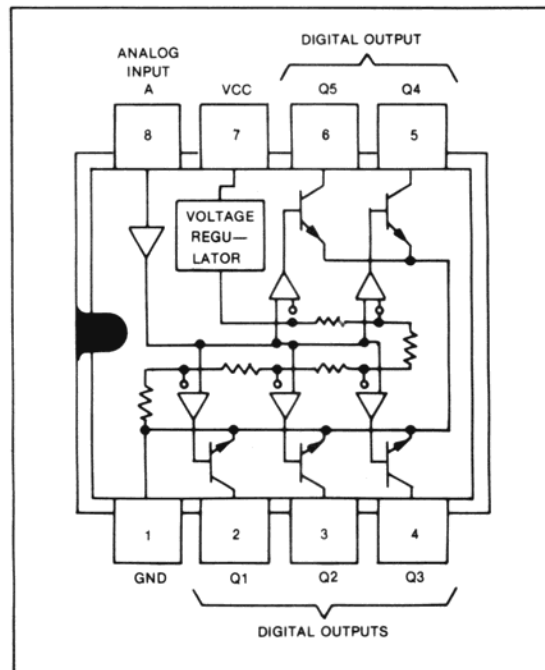 DIGITAL OUTPUT
ANALOG
INPUT
A
VCC
Q5
Q4
8
7
6
5
VOLTAGE
REGU—
LATOR
1
2
3
4
GND
Q1
Q2
Q3
DIGITAL OUTPUTS